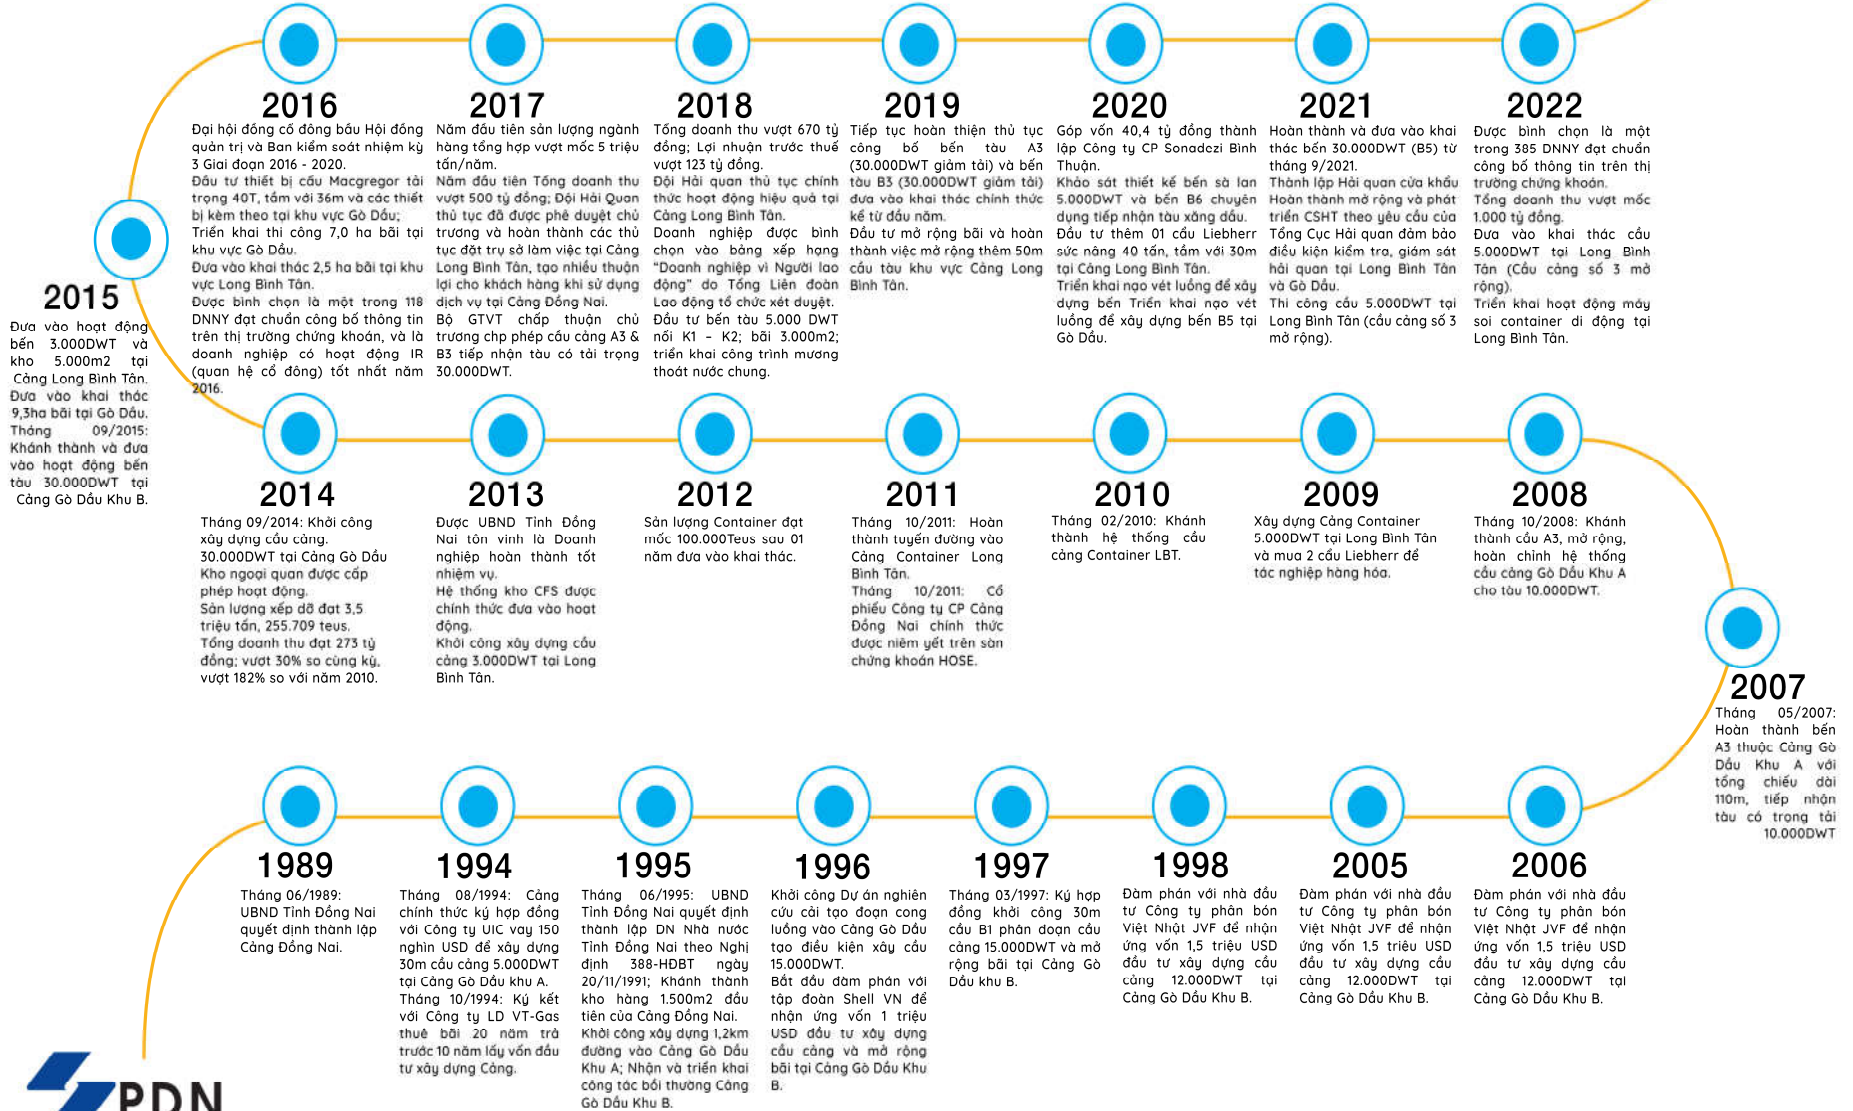 2016
Đại hội đồng cổ đông bầu Hội đồng
quản trị và Ban kiểm soát nhiệm kỳ
3 Giai đoạn 2016 - 2020.
Đầu tư thiết bị cẩu Macgregor tải
trọng 40T, tầm với 36m và các thiết
bị kèm theo tại khu vực Gò Dầu;
Triển khai thi công 7,0 ha bãi tại
khu vực Gò Dầu.
Đưa vào khai thác 2,5 ha bãi tại khu
vực Long Bình Tân.
Được bình chọn là một trong 118
DNNY đạt chuẩn công bố thông tin
trên thị trường chứng khoán, và là
doanh nghiệp có hoạt động IR
(quan hệ cổ đông) tốt nhất năm
2016.
2017
Năm đầu tiên sản lượng ngành
hàng tổng hợp vượt mốc 5 triệu
tấn/năm.
Năm đầu tiên Tổng doanh thu
vượt 500 tỷ đồng; Đội Hải Quan
thủ tục đã được phê duyệt chủ
trương và hoàn thành các thủ
tục đặt trụ sở làm việc tại Cảng
Long Bình Tân, tạo nhiều thuận
lợi cho khách hàng khi sử dụng
dịch vụ tại Cảng Đồng Nai.
Bộ GTVT chấp thuận chủ
trương chp phép cầu cảng A3 &
B3 tiếp nhận tàu có tải trọng
30.000DWT.
2018
Tổng doanh thu vượt 670 tỷ
đồng; Lợi nhuận trước thuế
vượt 123 tỷ đồng.
Đội Hải quan thủ tục chính
thức hoạt động hiệu quả tại
Cảng Long Bình Tân.
Doanh nghiệp được bình
chọn vào bảng xếp hạng
“Doanh nghiệp vì Người lao
động” do Tổng Liên đoàn
Lao động tổ chức xét duyệt.
Đầu tư bến tàu 5.000 DWT
nối K1 – K2; bãi 3.000m2;
triển khai công trình mương
thoát nước chung.
2019
Tiếp tục hoàn thiện thủ tục
công bố bến tàu A3
(30.000DWT giảm tải) và bến
tàu B3 (30.000DWT giảm tải)
đưa vào khai thác chính thức
kể từ đầu năm.
Đầu tư mở rộng bãi và hoàn
thành việc mở rộng thêm 50m
cầu tàu khu vực Cảng Long
Bình Tân.
2020
Góp vốn 40,4 tỷ đồng thành
lập Công ty CP Sonadezi Bình
Thuận.
Khảo sát thiết kế bến sà lan
5.000DWT và bến B6 chuyên
dụng tiếp nhận tàu xăng dầu.
Đầu tư thêm 01 cẩu Liebherr
sức nâng 40 tấn, tầm với 30m
tại Cảng Long Bình Tân.
Triển khai nạo vét luồng để xây
dựng bến Triển khai nạo vét
luồng để xây dựng bến B5 tại
Gò Dầu.
2021
Hoàn thành và đưa vào khai
thác bến 30.000DWT (B5) từ
tháng 9/2021.
Thành lập Hải quan cửa khẩu
Hoàn thành mở rộng và phát
triển CSHT theo yêu cầu của
Tổng Cục Hải quan đảm bảo
điều kiện kiểm tra, giám sát
hải quan tại Long Bình Tân
và Gò Dầu.
Thi công cầu 5.000DWT tại
Long Bình Tân (cầu cảng số 3
mở rộng).
2022
Được bình chọn là một
trong 385 DNNY đạt chuẩn
công bố thông tin trên thị
trường chứng khoán.
Tổng doanh thu vượt mốc
1.000 tỷ đồng.
Đưa vào khai thác cầu
5.000DWT tại Long Bình
Tân (Cầu cảng số 3 mở
rộng).
Triển khai hoạt động máy
soi container di động tại
Long Bình Tân.
2015
Đưa vào hoạt động
bến 3.000DWT và
kho 5.000m2 tại
Cảng Long Bình Tân.
Đưa vào khai thác
9,3ha bãi tại Gò Dầu.
Tháng 09/2015:
Khánh thành và đưa
vào hoạt động bến
tàu 30.000DWT tại
Cảng Gò Dầu Khu B.
2014
Tháng 09/2014: Khởi công
xây dựng cầu cảng.
30.000DWT tại Cảng Gò Dầu
Kho ngoại quan được cấp
phép hoạt động.
Sản lượng xếp dỡ đạt 3,5
triệu tấn, 255.709 teus.
Tổng doanh thu đạt 273 tỷ
đồng; vượt 30% so cùng kỳ,
vượt 182% so với năm 2010.
2013
Được UBND Tỉnh Đồng
Nai tôn vinh là Doanh
nghiệp hoàn thành tốt
nhiệm vụ.
Hệ thống kho CFS được
chính thức đưa vào hoạt
động.
Khởi công xây dựng cầu
cảng 3.000DWT tại Long
Bình Tân.
2012
Sản lượng Container đạt
mốc 100.000Teus sau 01
năm đưa vào khai thác.
2011
Tháng 10/2011: Hoàn
thành tuyến đường vào
Cảng Container Long
Bình Tân.
Tháng 10/2011: Cổ
phiếu Công ty CP Cảng
Đồng Nai chính thức
được niêm yết trên sàn
chứng khoán HOSE.
2010
Tháng 02/2010: Khánh
thành hệ thống cầu
cảng Container LBT.
2009
Xây dựng Cảng Container
5.000DWT tại Long Bình Tân
và mua 2 cẩu Liebherr để
tác nghiệp hàng hóa.
2008
Tháng 10/2008: Khánh
thành cầu A3, mở rộng,
hoàn chỉnh hệ thống
cầu cảng Gò Dầu Khu A
cho tàu 10.000DWT.
2007
Tháng 05/2007:
Hoàn thành bến
A3 thuộc Cảng Gò
Dầu Khu A với
tổng chiều dài
110m, tiếp nhận
tàu có trọng tải
10.000DWT
1989
Tháng 06/1989:
UBND Tỉnh Đồng Nai
quyết định thành lập
Cảng Đồng Nai.
1994
Tháng 08/1994: Cảng
chính thức ký hợp đồng
với Công ty UIC vay 150
nghìn USD để xây dựng
30m cầu cảng 5.000DWT
tại Cảng Gò Dầu khu A.
Tháng 10/1994: Ký kết
với Công ty LD VT-Gas
thuê bãi 20 năm trả
trước 10 năm lấy vốn đầu
tư xây dựng Cảng.
1995
Tháng 06/1995: UBND
Tỉnh Đồng Nai quyết định
thành lập DN Nhà nước
Tỉnh Đồng Nai theo Nghị
định 388-HĐBT ngày
20/11/1991; Khánh thành
kho hàng 1.500m2 đầu
tiên của Cảng Đồng Nai.
Khởi công xây dựng 1,2km
đường vào Cảng Gò Dầu
Khu A; Nhận và triển khai
công tác bồi thường Cảng
Gò Dầu Khu B.
1996
Khởi công Dự án nghiên
cứu cải tạo đoạn cong
luồng vào Cảng Gò Dầu
tạo điều kiện xây cầu
15.000DWT.
Bắt đầu đàm phán với
tập đoàn Shell VN để
nhận ứng vốn 1 triệu
USD đầu tư xây dựng
cầu cảng và mở rộng
bãi tại Cảng Gò Dầu Khu
B.
1997
Tháng 03/1997: Ký hợp
đồng khởi công 30m
cầu B1 phân đoạn cầu
cảng 15.000DWT và mở
rộng bãi tại Cảng Gò
Dầu khu B.
1998
Đàm phán với nhà đầu
tư Công ty phân bón
Việt Nhật JVF để nhận
ứng vốn 1,5 triệu USD
đầu tư xây dựng cầu
cảng 12.000DWT tại
Cảng Gò Dầu Khu B.
2005
Đàm phán với nhà đầu
tư Công ty phân bón
Việt Nhật JVF để nhận
ứng vốn 1,5 triệu USD
đầu tư xây dựng cầu
cảng 12.000DWT tại
Cảng Gò Dầu Khu B.
2006
Đàm phán với nhà đầu
tư Công ty phân bón
Việt Nhật JVF để nhận
ứng vốn 1,5 triệu USD
đầu tư xây dựng cầu
cảng 12.000DWT tại
Cảng Gò Dầu Khu B.
PDN